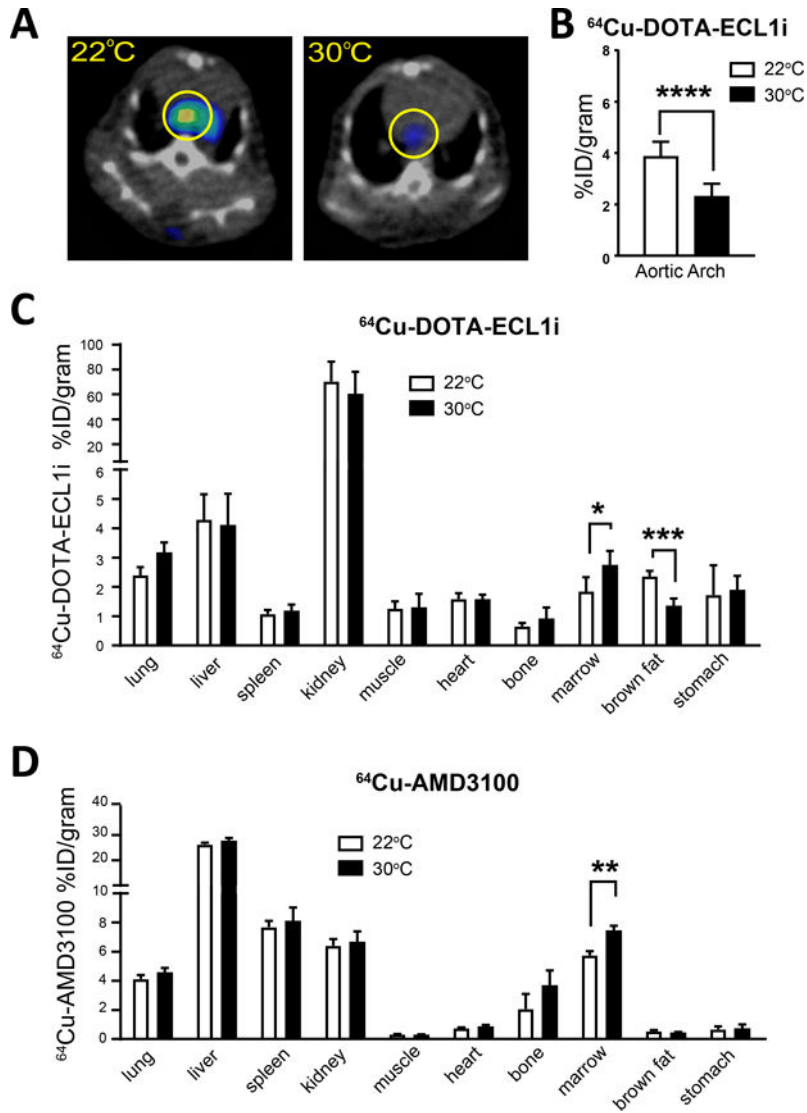 A
22°C
30°C
B
⁶⁴Cu-DOTA-ECL1i
%ID/gram
8
6
4
2
0
22°C
30°C
****
Aortic Arch
C
⁶⁴Cu-DOTA-ECL1i
⁶⁴Cu-DOTA-ECL1i %ID/gram
100
80
60
40
20
6
5
4
3
2
1
0
22°C
30°C
*
***
lung
liver
spleen
kidney
muscle
heart
bone
marrow
brown fat
stomach
D
⁶⁴Cu-AMD3100
⁶⁴Cu-AMD3100 %ID/gram
40
30
20
10
8
6
4
2
0
22°C
30°C
**
lung
liver
spleen
kidney
muscle
heart
bone
marrow
brown fat
stomach